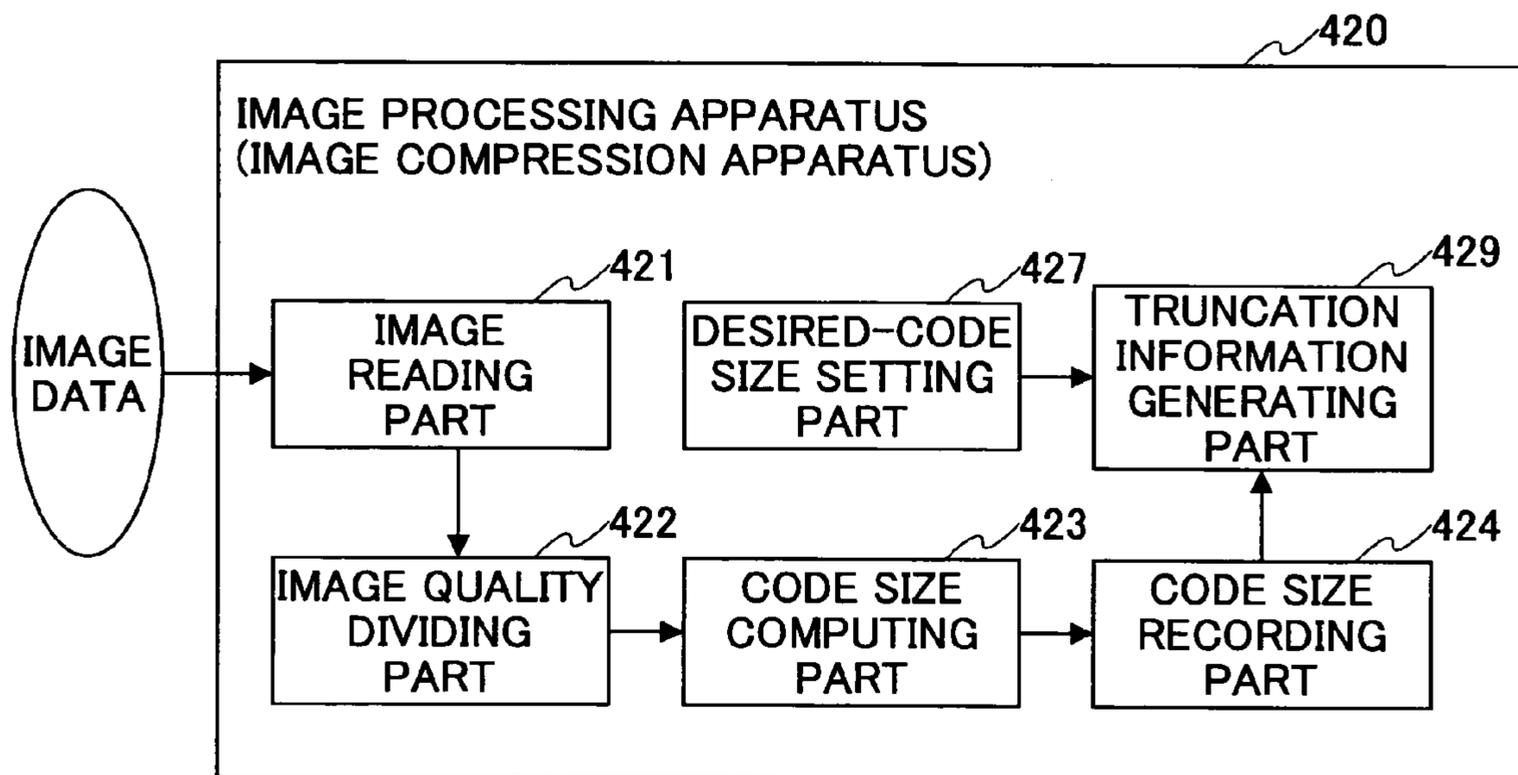 420
IMAGE PROCESSING APPARATUS
(IMAGE COMPRESSION APPARATUS)
IMAGE
DATA
421
IMAGE
READING
PART
427
DESIRED-CODE
SIZE SETTING
PART
429
TRUNCATION
INFORMATION
GENERATING
PART
422
IMAGE QUALITY
DIVIDING
PART
423
CODE SIZE
COMPUTING
PART
424
CODE SIZE
RECORDING
PART